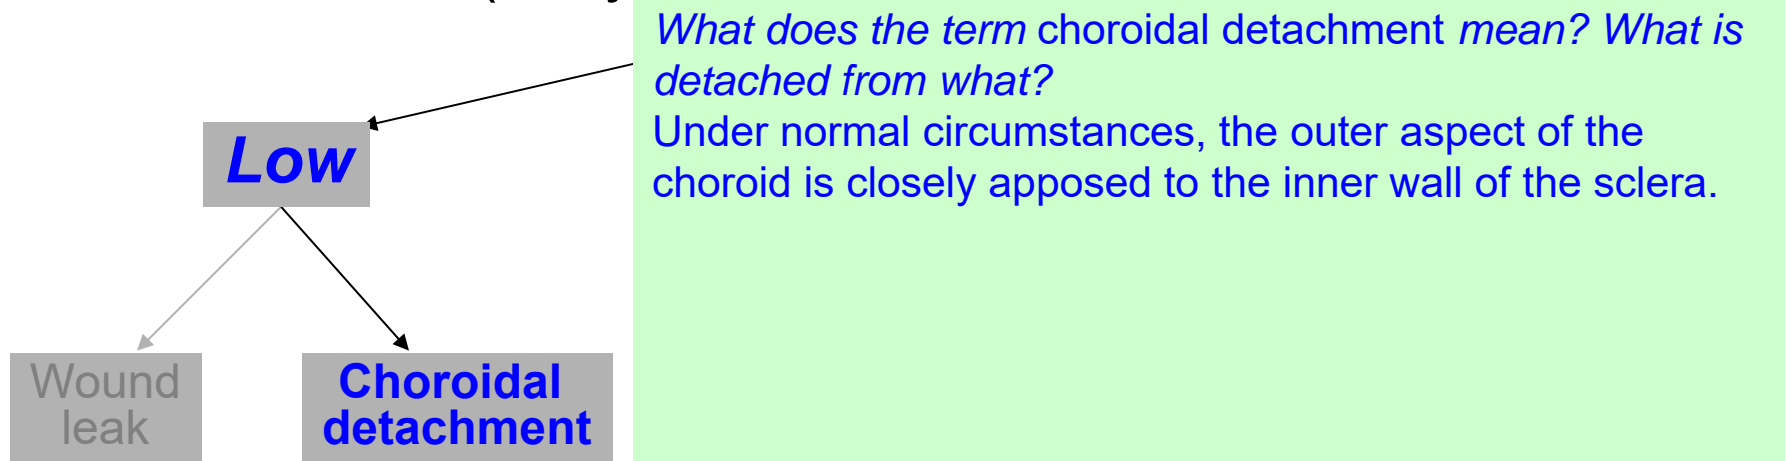 What does the term choroidal detachment mean? What is
detached from what?
Under normal circumstances, the outer aspect of the
choroid is closely apposed to the inner wall of the sclera.
Low
Wound
leak
Choroidal
detachment